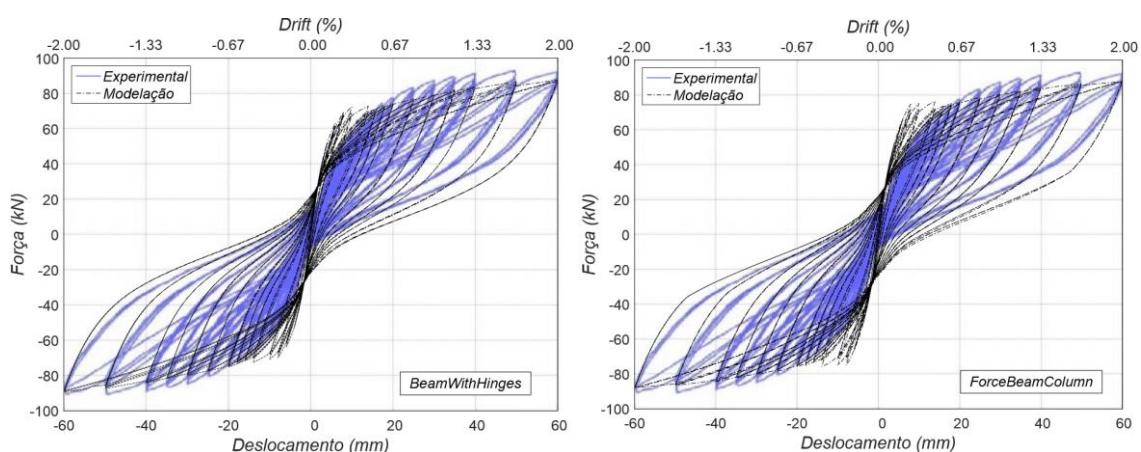 Drift (%)
-2.00 -1.33 -0.67 0.00 0.67 1.33 2.00
100
80
60
40
20
0
-20
-40
-60
-80
-100
Força (kN)
Experimental
Modelação
BeamWithHinges
-60 -40 -20 0 20 40 60
Deslocamento (mm)
Drift (%)
-2.00 -1.33 -0.67 0.00 0.67 1.33 2.00
100
80
60
40
20
0
-20
-40
-60
-80
-100
Força (kN)
Experimental
Modelação
ForceBeamColumn
-60 -40 -20 0 20 40 60
Deslocamento (mm)